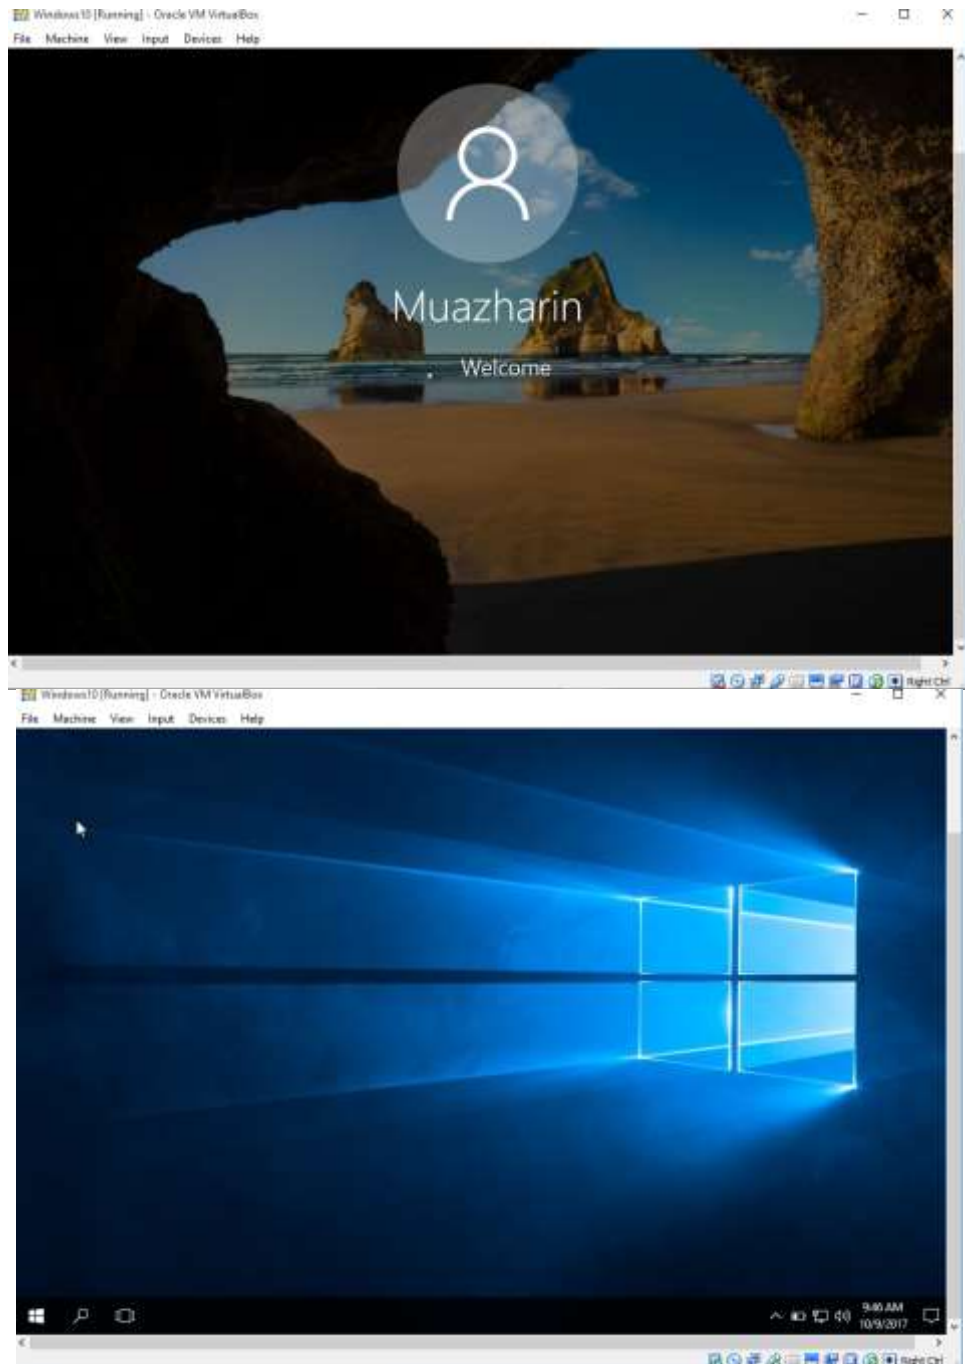 Windows10 [Running] - Oracle VM VirtualBox
File Machine View Input Devices Help
Muazharin
Welcome
Right Ctrl
Windows10 [Running] - Oracle VM VirtualBox
File Machine View Input Devices Help
9:46 AM
10/9/2017
Right Ctrl